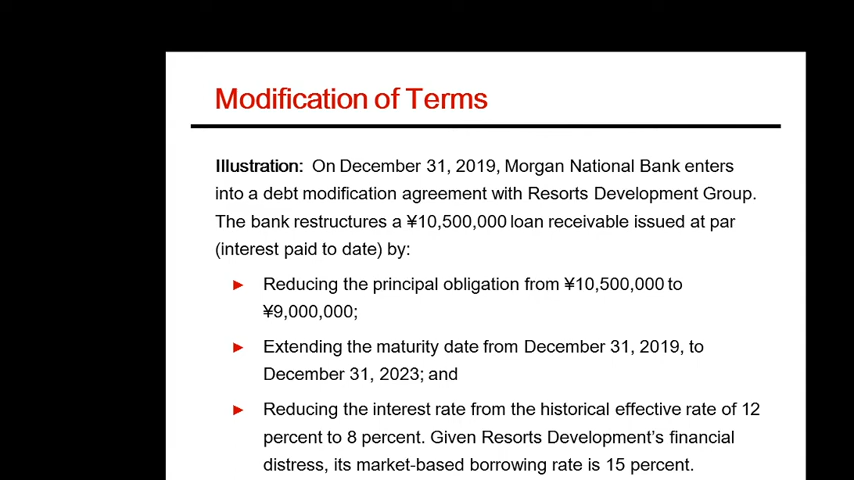 Modification of Terms
Illustration: On December 31, 2019, Morgan National Bank enters
into a debt modification agreement with Resorts Development Group.
The bank restructures a ¥10,500,000 loan receivable issued at par
(interest paid to date) by:
► Reducing the principal obligation from ¥10,500,000 to
¥9,000,000;
► Extending the maturity date from December 31, 2019, to
December 31, 2023; and
► Reducing the interest rate from the historical effective rate of 12
percent to 8 percent. Given Resorts Development’s financial
distress, its market-based borrowing rate is 15 percent.